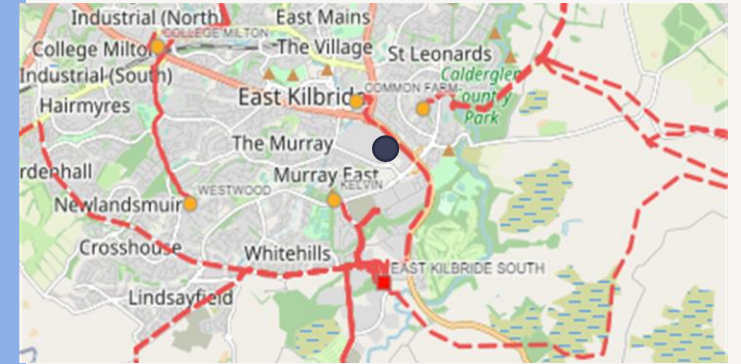 Industrial (North)
East Mains
COLLEGE MILTON
College Milton
The Village
St Leonards
Industrial (South)
Calderglen
Country
Park
COMMON FARM
East Kilbride
Hairmyres
The Murray
rdenhall
Murray East
WESTWOOD
KELVIN
Newlandsmuir
Crosshouse
Whitehills
EAST KILBRIDE SOUTH
Lindsayfield